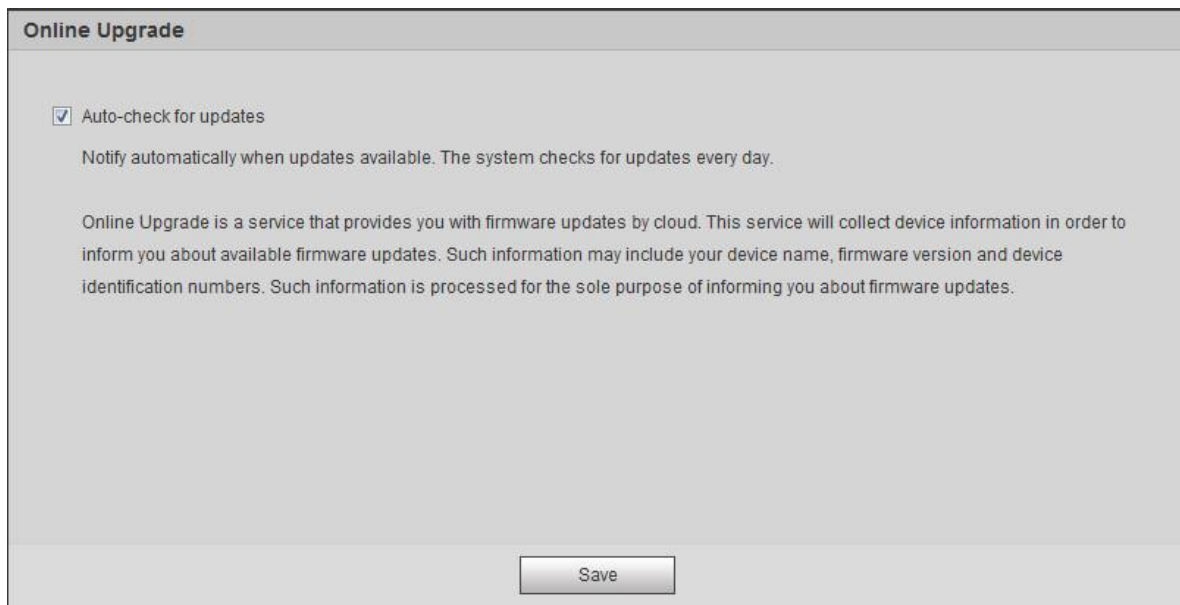 Online Upgrade
Auto-check for updates
Notify automatically when updates available. The system checks for updates every day.
Online Upgrade is a service that provides you with firmware updates by cloud. This service will collect device information in order to
inform you about available firmware updates. Such information may include your device name, firmware version and device
identification numbers. Such information is processed for the sole purpose of informing you about firmware updates.
Save